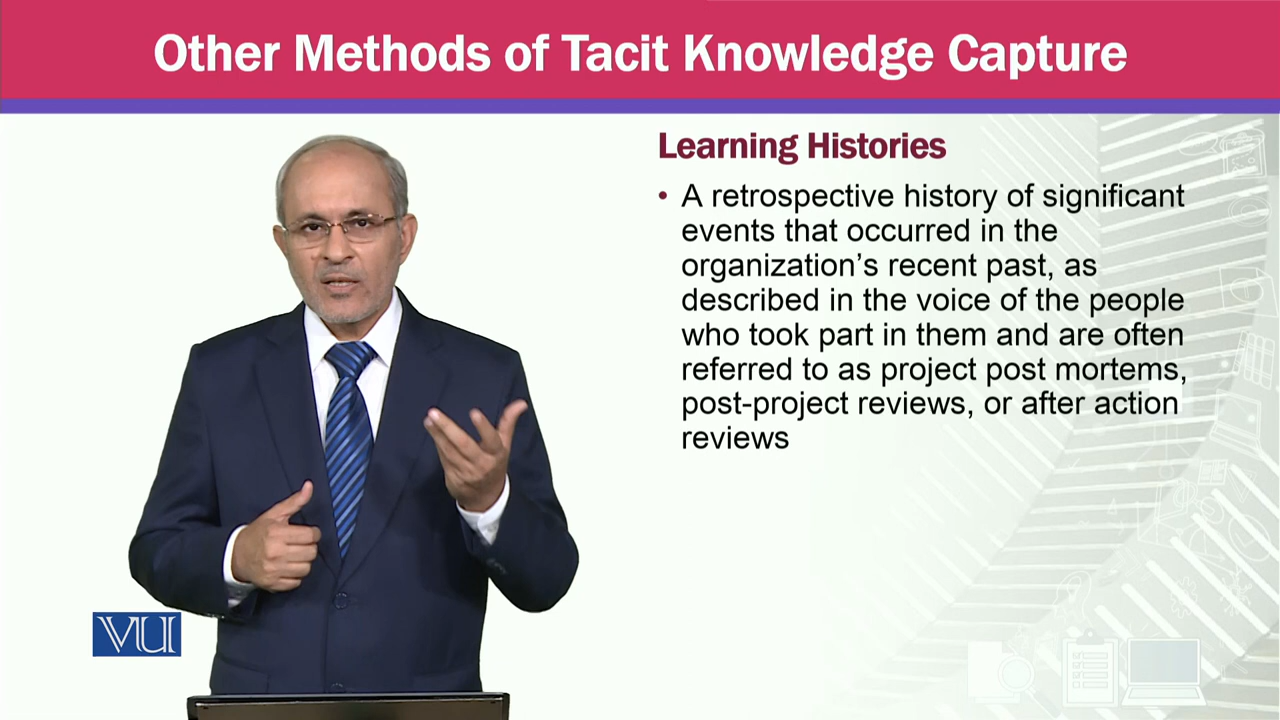 Other Methods of Tacit Knowledge Capture
Learning Histories
• A retrospective history of significant
events that occurred in the
organization’s recent past, as
described in the voice of the people
who took part in them and are often
referred to as project post mortems,
post-project reviews, or after action
reviews
VU